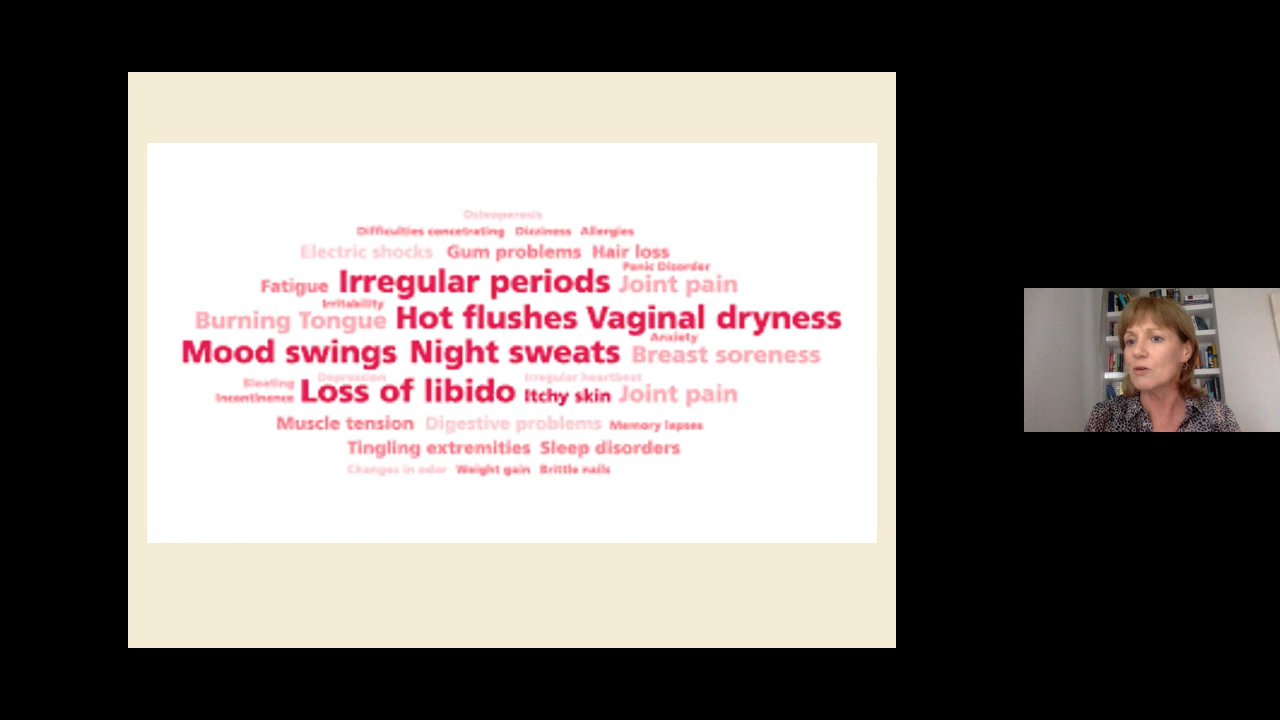 Osteoporosis
Difficulties concetrating Dizziness Allergies
Electric shocks Gum problems Hair loss
Panic Disorder
Fatigue Irregular periods Joint pain
Irritability
Burning Tongue Hot flushes Vaginal dryness
Anxiety
Mood swings Night sweats Breast soreness
Depression Irregular heartbeat
Bloating
Incontinence Loss of libido Itchy skin Joint pain
Muscle tension Digestive problems Memory lapses
Tingling extremities Sleep disorders
Changes in odor Weight gain Brittle nails